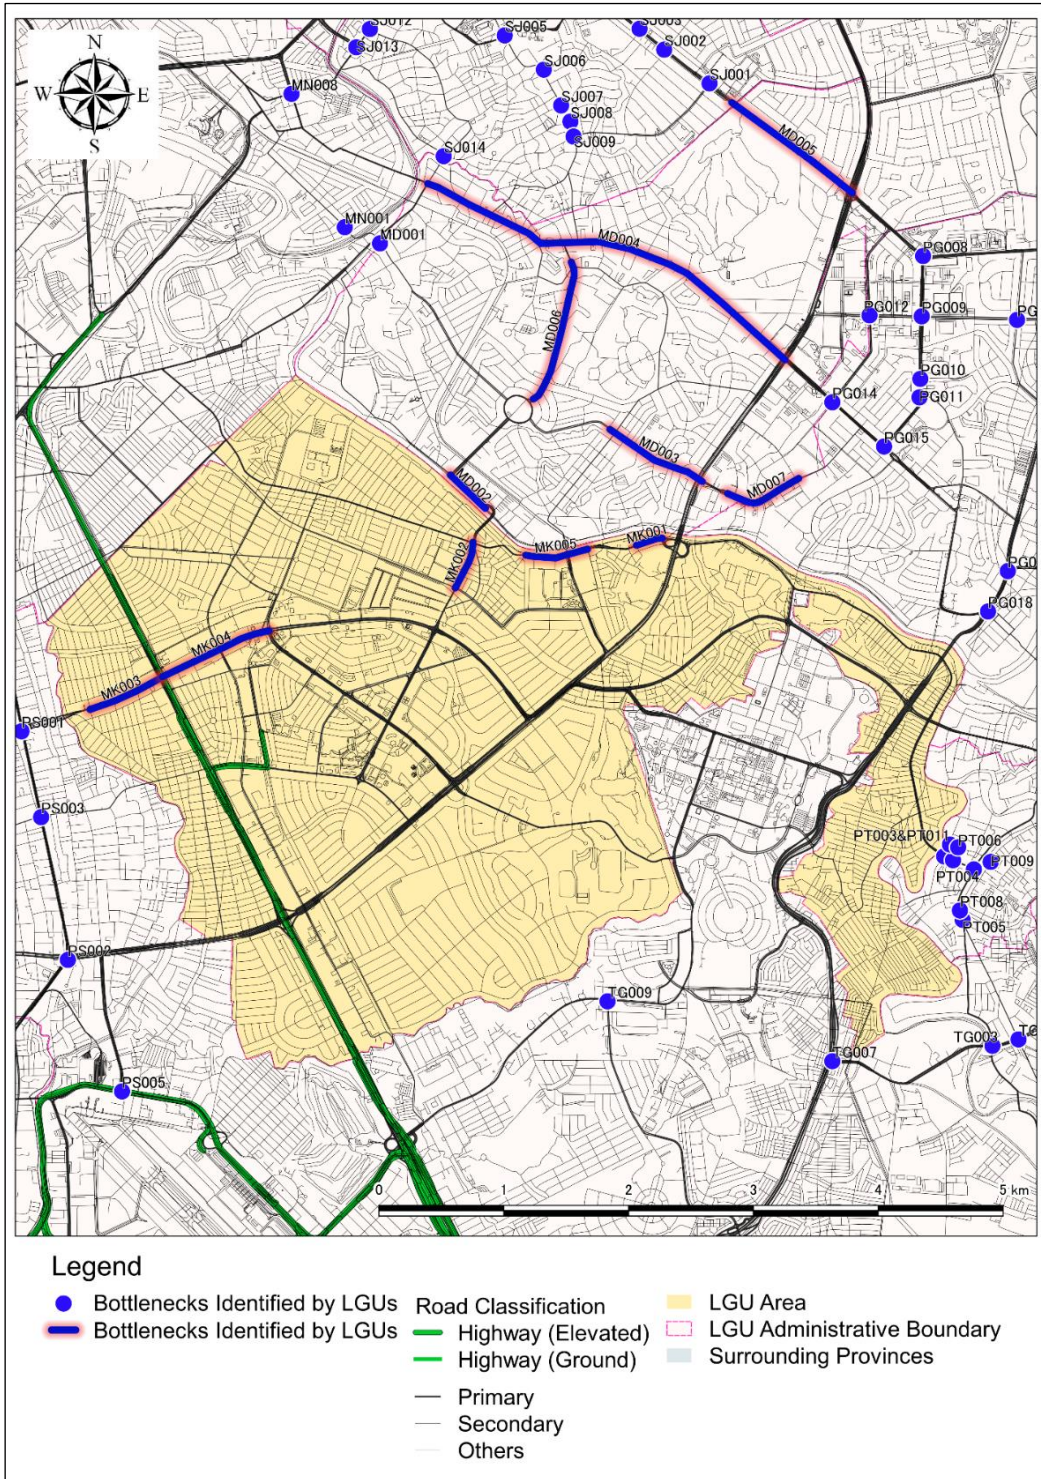 SJ012
SJ005
SJ003
N
SJ013
SJ002
SJ006
SJ001
W
E
MN008
SJ007
SJ008
MD005
S
SJ009
SJ014
MN001
MD001
MD004
PG008
MD006
PG012
PG009
PG
PG010
PG014
PG011
PG015
MD003
MD002
MD007
MK005
MK001
MK002
PG0
PG018
MK004
MK003
PS001
PS003
PT003&PT011
PT006
PT004
PT009
PT008
PT005
PS002
TG009
TG003
TG007
PS005
0 1 2 3 4 5 km
Legend
Bottlenecks Identified by LGUs
Bottlenecks Identified by LGUs
Road Classification
Highway (Elevated)
Highway (Ground)
Primary
Secondary
Others
LGU Area
LGU Administrative Boundary
Surrounding Provinces